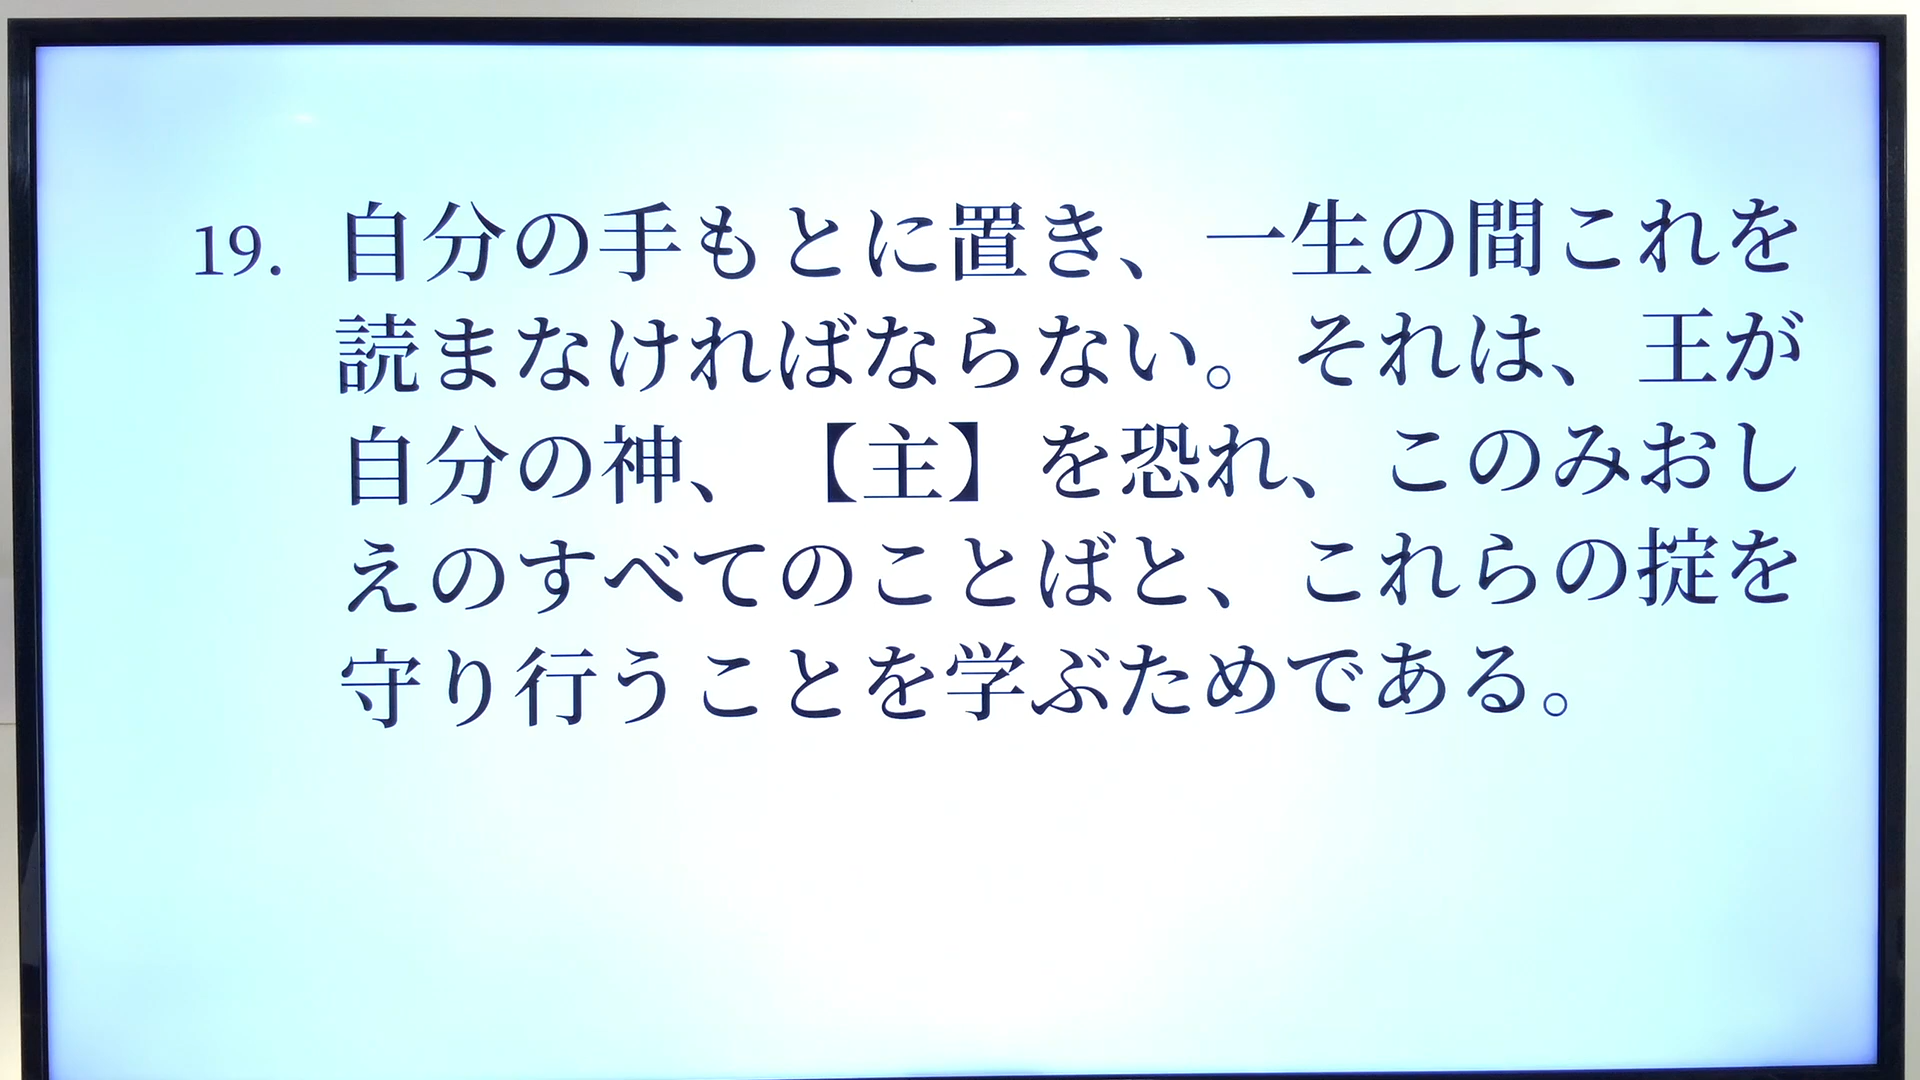 19. 自分の手もとに置き、一生の間これを
読まなければならない。それは、王が
自分の神、【主】を恐れ、このみおし
えのすべてのことばと、これらの掟を
守り行うことを学ぶためである。